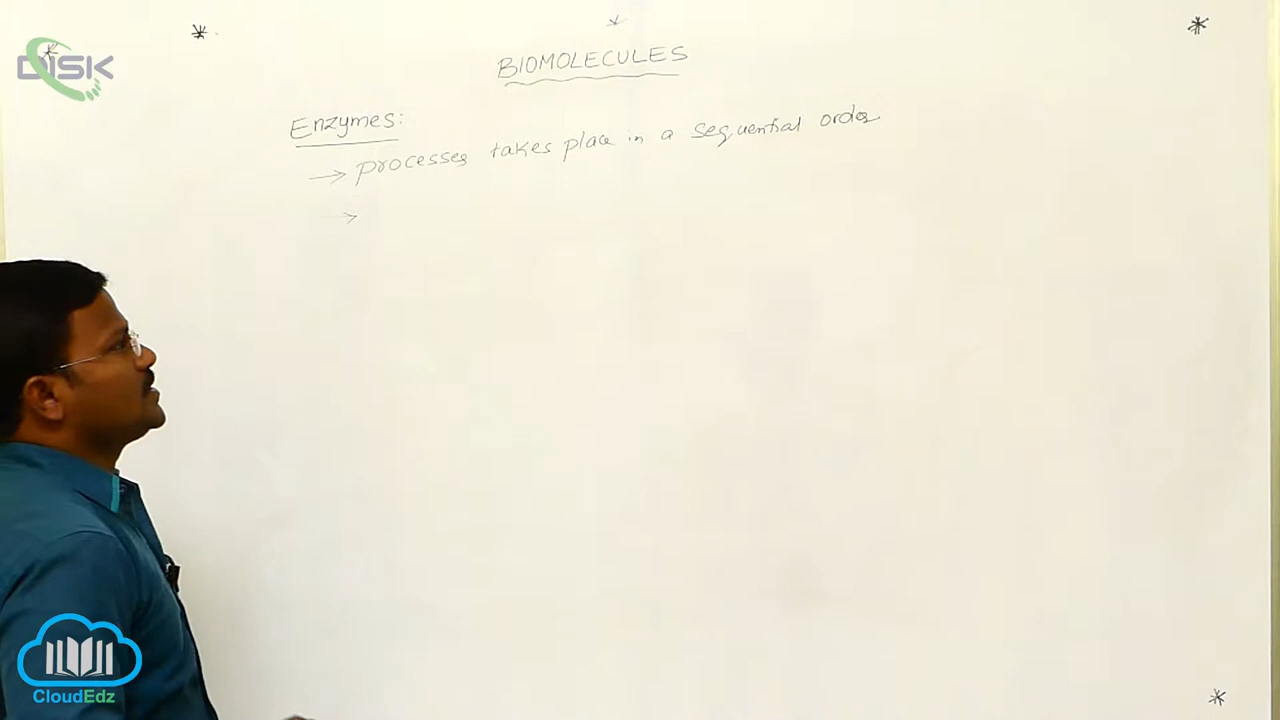 DISK
BIOMOLECULES
Enzymes:
→ processes takes place in a sequential order
→
CloudEdz